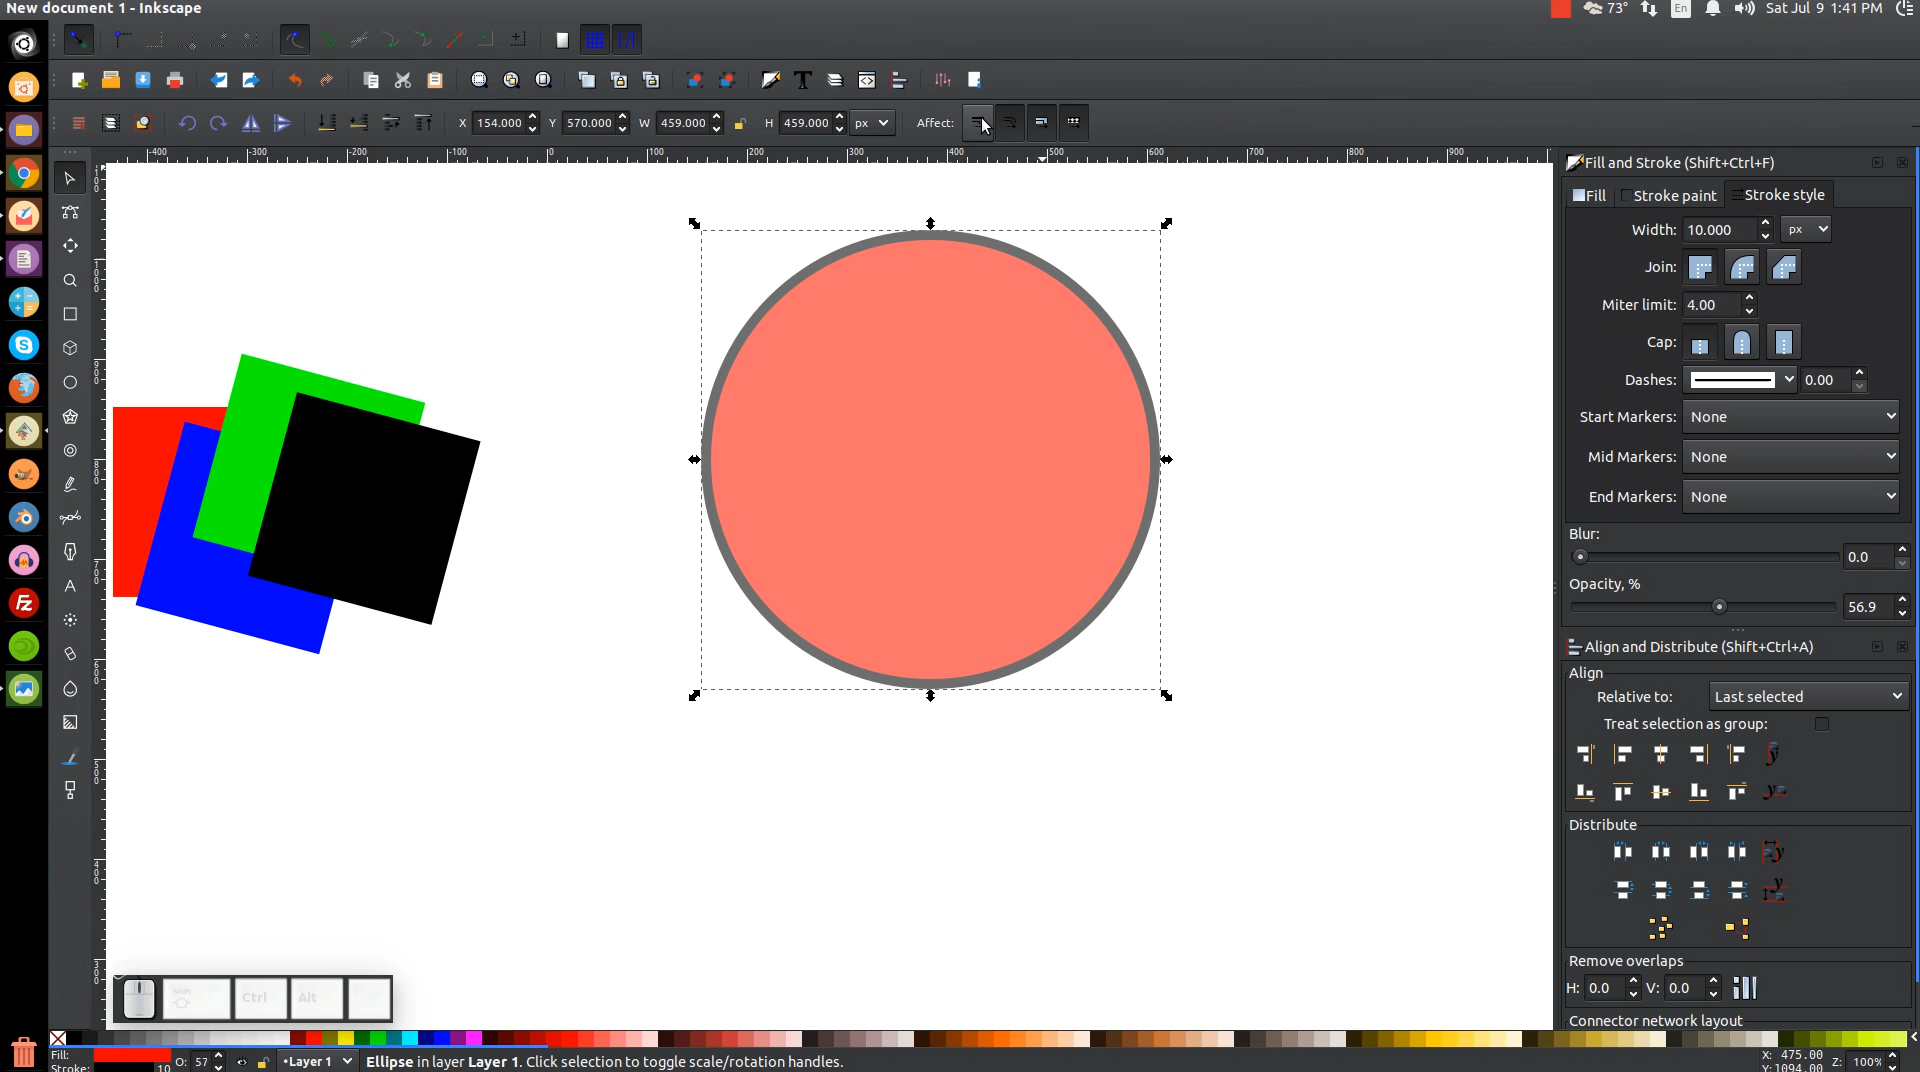 New document 1 - Inkscape
73° En Sat Jul 9 1:41 PM
X 154.000 Y 570.000 W 459.000 H 459.000 px Affect:
-400 -300 -200 -100 0 100 200 300 400 500 600 700 800 900
Fill and Stroke (Shift+Ctrl+F)
Fill Stroke paint Stroke style
Width: 10.000 px
Join:
Miter limit: 4.00
Cap:
Dashes: 0.00
Start Markers: None
Mid Markers: None
End Markers: None
Blur:
0.0
Opacity, %
56.9
Align and Distribute (Shift+Ctrl+A)
Align
Relative to: Last selected
Treat selection as group:
Distribute
Remove overlaps
H: 0.0 V: 0.0
Connector network layout
Shift Ctrl Alt
Fill:
Stroke: 10 O: 57 •Layer 1 Ellipse in layer Layer 1. Click selection to toggle scale/rotation handles.
X: 475.00
Y: 1094.00 Z: 100%